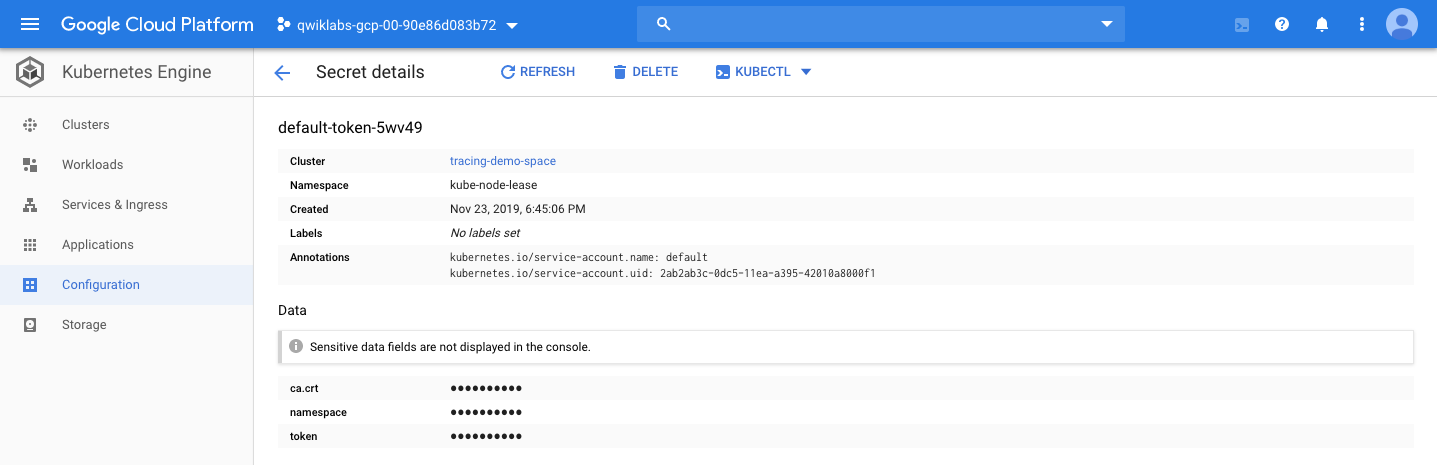 Google Cloud Platform
qwiklabs-gcp-00-90e86d083b72
Kubernetes Engine
Secret details
REFRESH
DELETE
KUBECTL
Clusters
Workloads
Services & Ingress
Applications
Configuration
Storage
default-token-5wv49
Cluster tracing-demo-space
Namespace kube-node-lease
Created Nov 23, 2019, 6:45:06 PM
Labels No labels set
Annotations kubernetes.io/service-account.name: default
kubernetes.io/service-account.uid: 2ab2ab3c-0dc5-11ea-a395-42010a8000f1
Data
Sensitive data fields are not displayed in the console.
ca.crt ●●●●●●●●●●
namespace ●●●●●●●●●●
token ●●●●●●●●●●